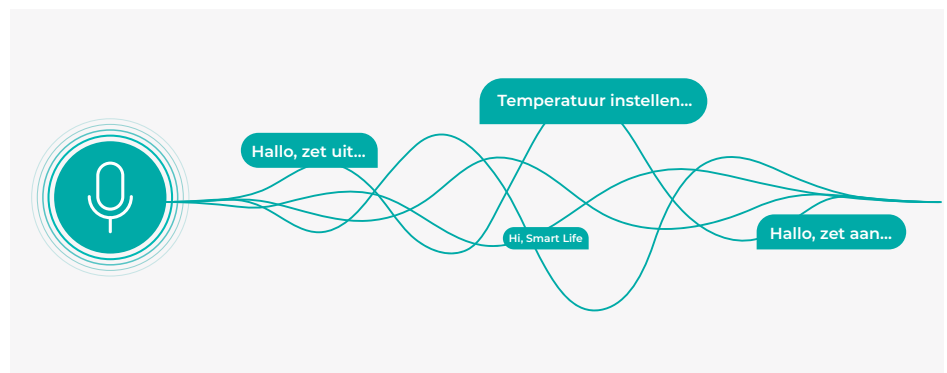 Temperatuur instellen...
Hallo, zet uit...
Hi, Smart Life
Hallo, zet aan...